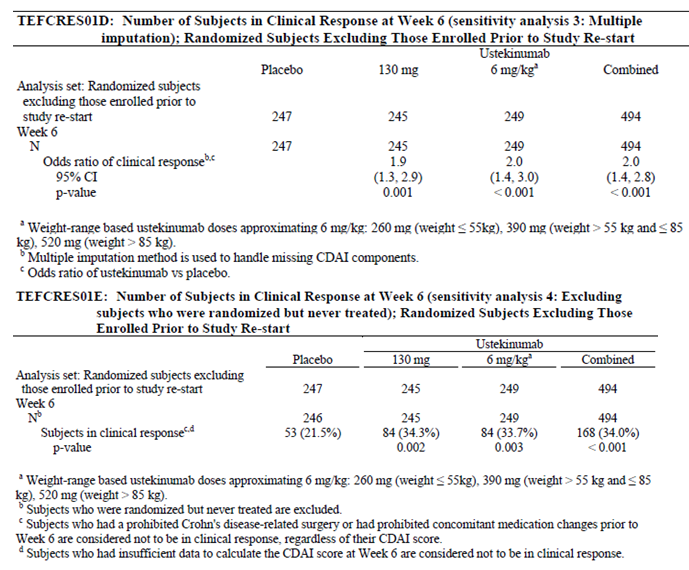 TEFCRES01D: Number of Subjects in Clinical Response at Week 6 (sensitivity analysis 3: Multiple
imputation); Randomized Subjects Excluding Those Enrolled Prior to Study Re-start
Ustekinumab
Placebo 130 mg 6 mg/kgᵃ Combined
Analysis set: Randomized subjects
excluding those enrolled prior to
study re-start 247 245 249 494
Week 6
N 247 245 249 494
Odds ratio of clinical responseᵇ,ᶜ 1.9 2.0 2.0
95% CI (1.3, 2.9) (1.4, 3.0) (1.4, 2.8)
p-value 0.001 < 0.001 < 0.001
ᵃ Weight-range based ustekinumab doses approximating 6 mg/kg: 260 mg (weight ≤ 55kg), 390 mg (weight > 55 kg and ≤ 85
kg), 520 mg (weight > 85 kg).
ᵇ Multiple imputation method is used to handle missing CDAI components.
ᶜ Odds ratio of ustekinumab vs placebo.
TEFCRES01E: Number of Subjects in Clinical Response at Week 6 (sensitivity analysis 4: Excluding
subjects who were randomized but never treated); Randomized Subjects Excluding Those
Enrolled Prior to Study Re-start
Ustekinumab
Placebo 130 mg 6 mg/kgᵃ Combined
Analysis set: Randomized subjects excluding
those enrolled prior to study re-start 247 245 249 494
Week 6
Nᵇ 246 245 249 494
Subjects in clinical responseᶜ,ᵈ 53 (21.5%) 84 (34.3%) 84 (33.7%) 168 (34.0%)
p-value 0.002 0.003 < 0.001
ᵃ Weight-range based ustekinumab doses approximating 6 mg/kg: 260 mg (weight ≤ 55kg), 390 mg (weight > 55 kg and ≤ 85
kg), 520 mg (weight > 85 kg).
ᵇ Subjects who were randomized but never treated are excluded.
ᶜ Subjects who had a prohibited Crohn's disease-related surgery or had prohibited concomitant medication changes prior to
Week 6 are considered not to be in clinical response, regardless of their CDAI score.
ᵈ Subjects who had insufficient data to calculate the CDAI score at Week 6 are considered not to be in clinical response.